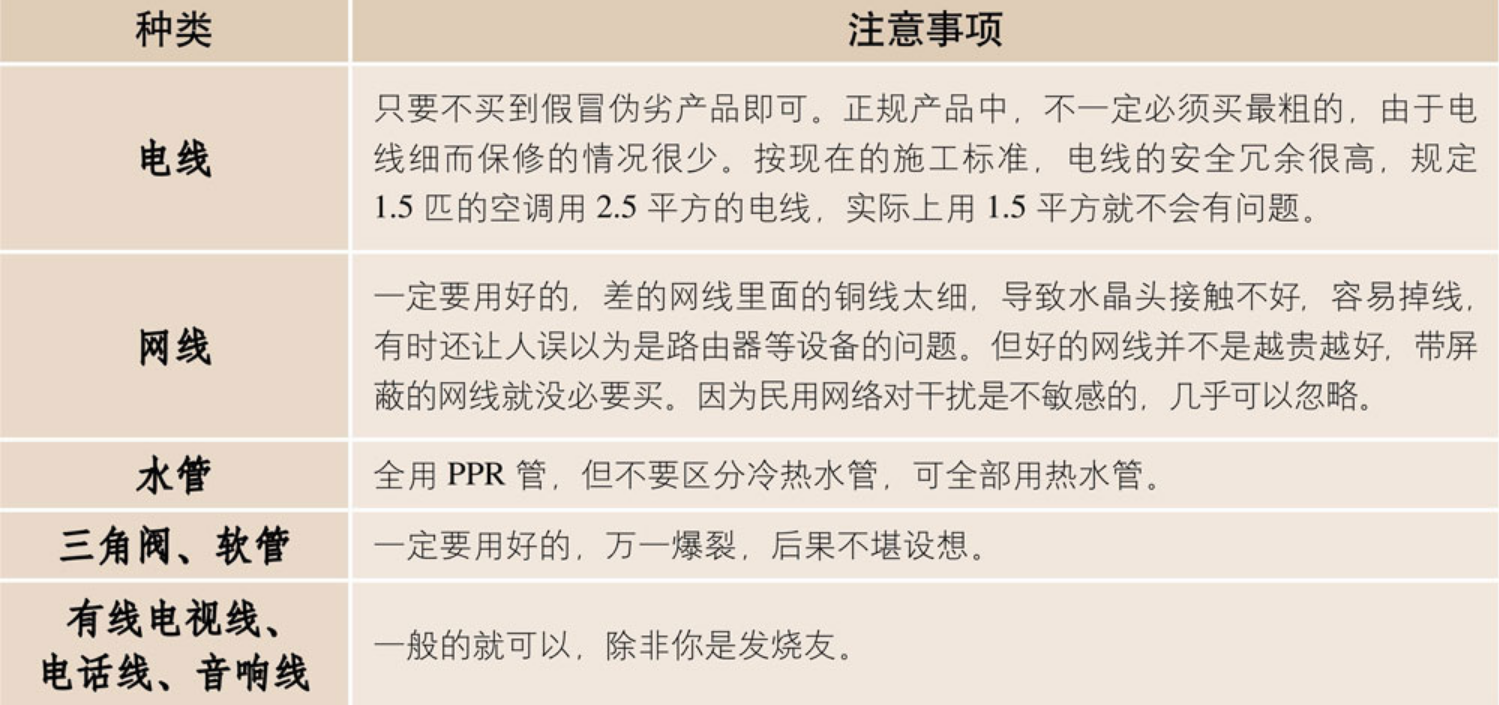 种类
注意事项
电线
只要不买到假冒伪劣产品即可。正规产品中，不一定必须买最粗的，由于电
线细而保修的情况很少。按现在的施工标准，电线的安全冗余很高，规定
1.5 匹的空调用 2.5 平方的电线，实际上用 1.5 平方就不会有问题。
网线
一定要用好的，差的网线里面的铜线太细，导致水晶头接触不好，容易掉线，
有时还让人误以为是路由器等设备的问题。但好的网线并不是越贵越好，带屏
蔽的网线就没必要买。因为民用网络对干扰是不敏感的，几乎可以忽略。
水管
全用 PPR 管，但不要区分冷热水管，可全部用热水管。
三角阀、软管
一定要用好的，万一爆裂，后果不堪设想。
有线电视线、
电话线、音响线
一般的就可以，除非你是发烧友。